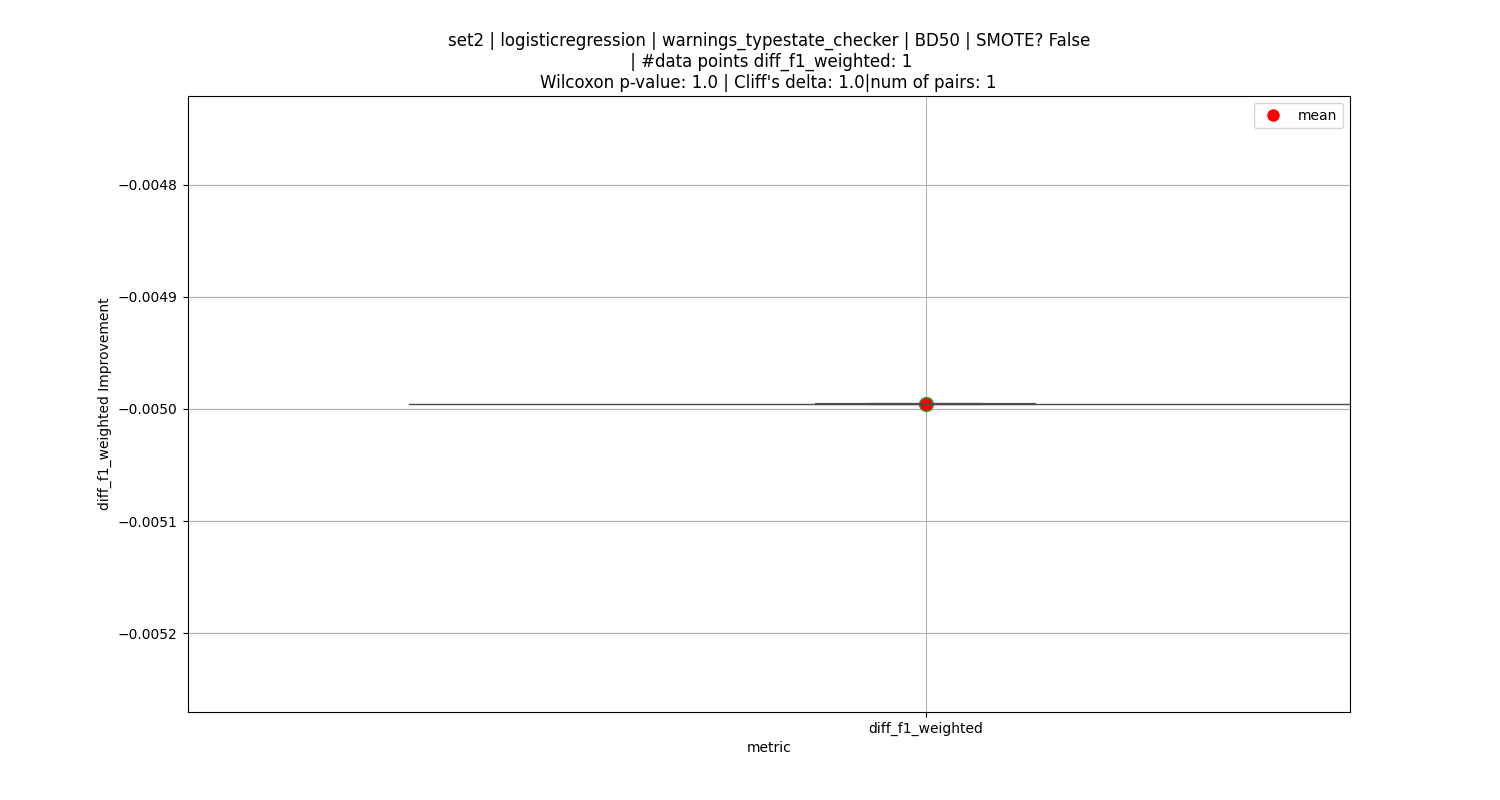 set2 | logisticregression | warnings_typestate_checker | BD50 | SMOTE? False
| #data points diff_f1_weighted: 1
Wilcoxon p-value: 1.0 | Cliff's delta: 1.0|num of pairs: 1
mean
−0.0048
−0.0049
−0.0050
−0.0051
−0.0052
diff_f1_weighted Improvement
diff_f1_weighted
metric